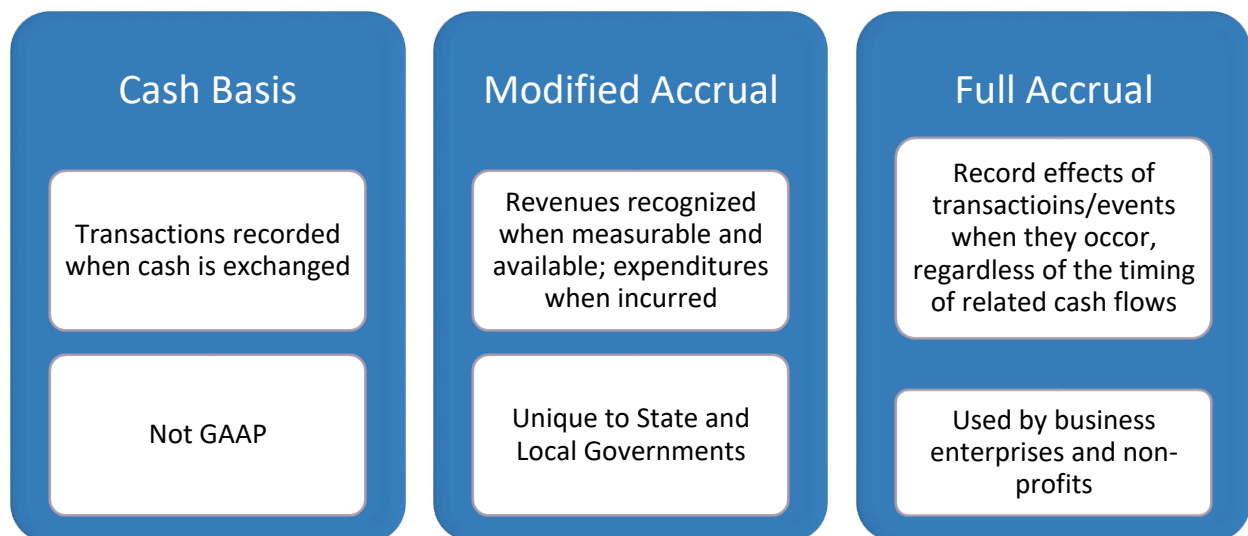 Cash Basis
Transactions recorded
when cash is exchanged
Not GAAP
Modified Accrual
Revenues recognized
when measurable and
available; expenditures
when incurred
Unique to State and
Local Governments
Full Accrual
Record effects of
transactioins/events
when they occor,
regardless of the timing
of related cash flows
Used by business
enterprises and non-
profits